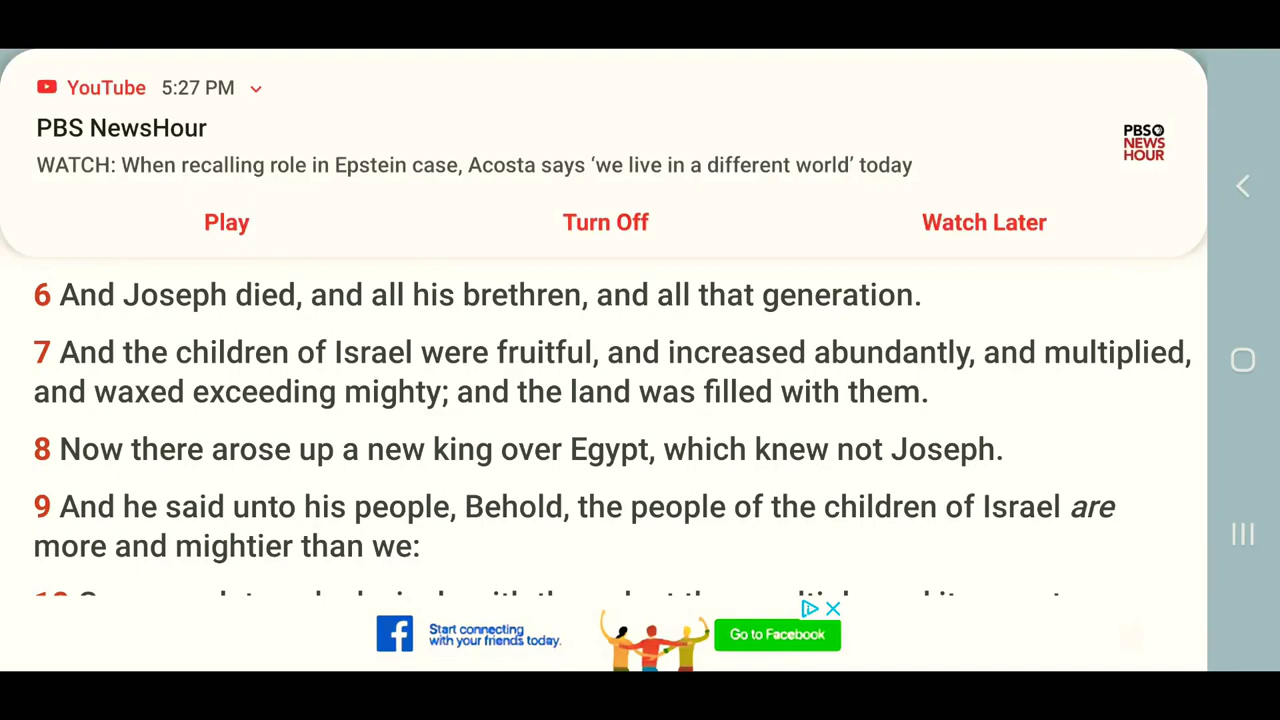 YouTube 5:27 PM
PBS NewsHour
WATCH: When recalling role in Epstein case, Acosta says ‘we live in a different world’ today
PBS
NEWS
HOUR
Play Turn Off Watch Later
6 And Joseph died, and all his brethren, and all that generation.
7 And the children of Israel were fruitful, and increased abundantly, and multiplied,
and waxed exceeding mighty; and the land was filled with them.
8 Now there arose up a new king over Egypt, which knew not Joseph.
9 And he said unto his people, Behold, the people of the children of Israel are
more and mightier than we:
Start connecting
with your friends today.
Go to Facebook